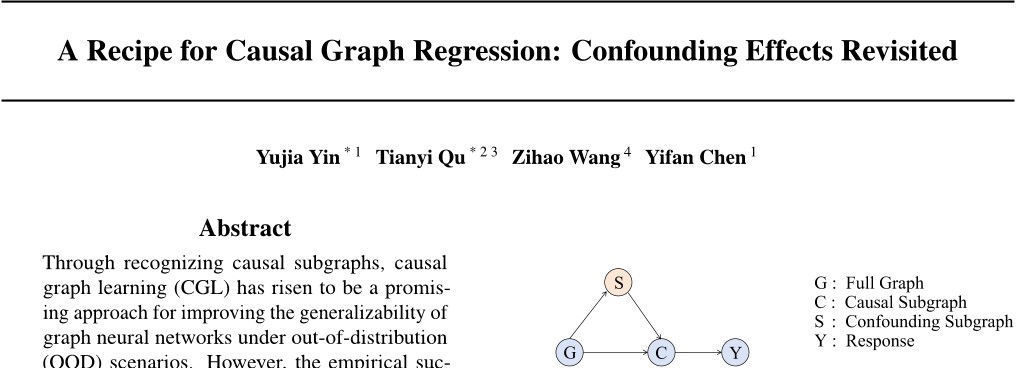 A Recipe for Causal Graph Regression: Confounding Effects Revisited
Yujia Yin * 1 Tianyi Qu * 2 3 Zihao Wang 4 Yifan Chen 1
Abstract
Through recognizing causal subgraphs, causal
graph learning (CGL) has risen to be a promis-
ing approach for improving the generalizability of
graph neural networks under out-of-distribution
(OOD) scenarios. However, the empirical suc-
S
G
C
Y
G : Full Graph
C : Causal Subgraph
S : Confounding Subgraph
Y : Response